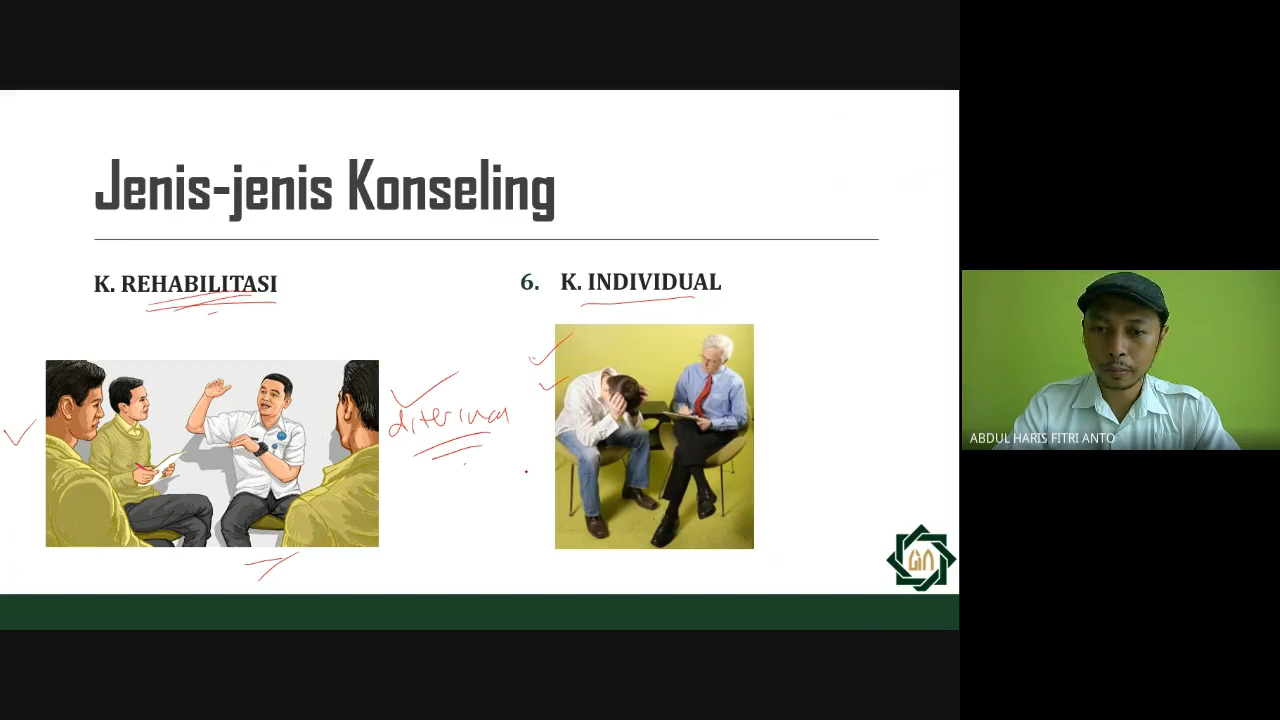 Jenis-jenis Konseling
K. REHABILITASI
6. K. INDIVIDUAL
diterima
ABDUL HARIS FITRI ANTO